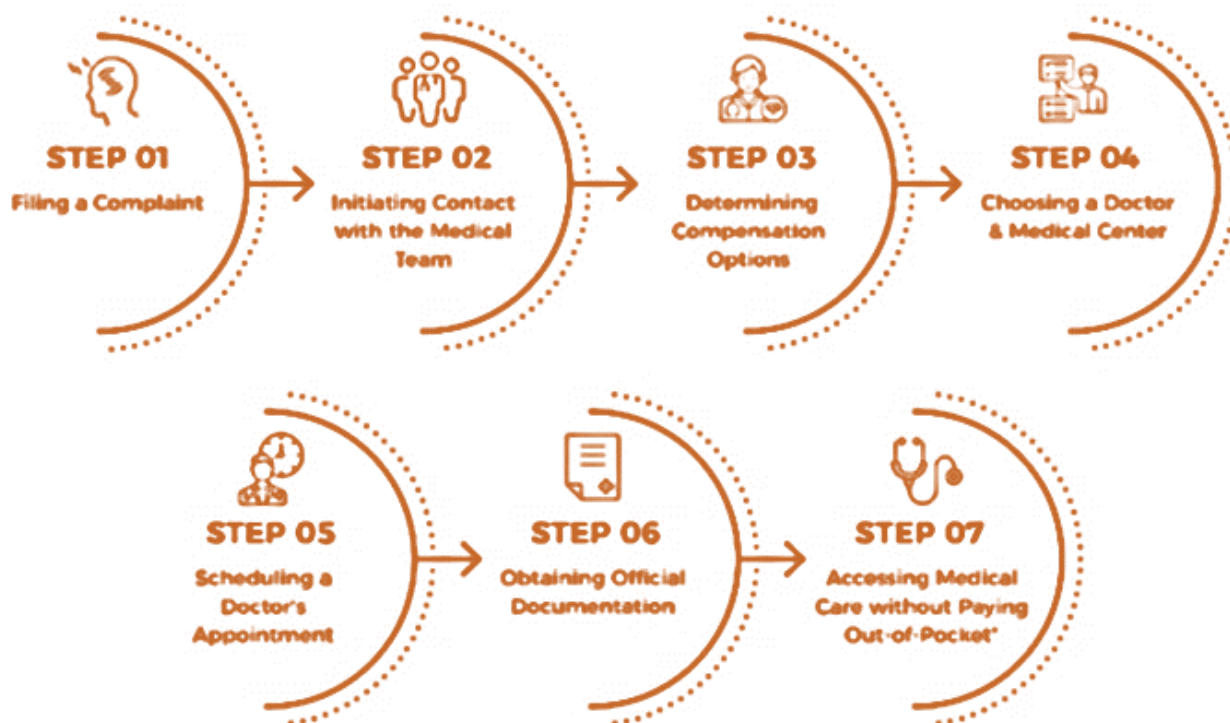 STEP 01
Filing a Complaint
STEP 02
Initiating Contact
with the Medical
Team
STEP 03
Determining
Compensation
Options
STEP 04
Choosing a Doctor
& Medical Center
STEP 05
Scheduling a
Doctor's
Appointment
STEP 06
Obtaining Official
Documentation
STEP 07
Accessing Medical
Care without Paying
Out-of-Pocket*